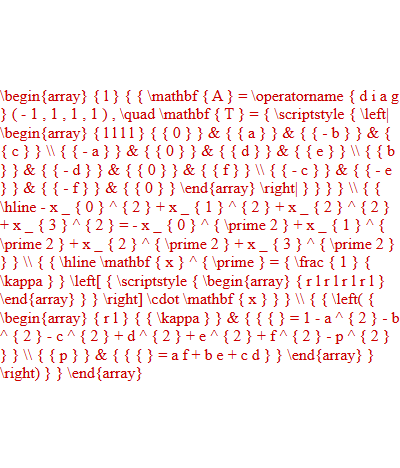 \begin{array} { l } { { \mathbf { A } = \operatorname { d i a g
} ( - 1 , 1 , 1 , 1 ) , \quad \mathbf { T } = { \scriptstyle { \left|
\begin{array} { 1 1 1 1 } { { 0 } } & { { a } } & { { - b } } & {
{ c } } \\ { { - a } } & { { 0 } } & { { d } } & { { e } } \\ { { b
} } & { { - d } } & { { 0 } } & { { f } } \\ { { - c } } & { { - e
} } & { { - f } } & { { 0 } } \end{array} \right| } } } } \\ { {
\hline - x _ { 0 } ^ { 2 } + x _ { 1 } ^ { 2 } + x _ { 2 } ^ { 2 }
+ x _ { 3 } ^ { 2 } = - x _ { 0 } ^ { \prime 2 } + x _ { 1 } ^ {
\prime 2 } + x _ { 2 } ^ { \prime 2 } + x _ { 3 } ^ { \prime 2 }
} } \\ { { \hline \mathbf { x } ^ { \prime } = { \frac { 1 } {
\kappa } } \left[ { \scriptstyle { \begin{array} { r l r l r l r l }
\end{array} } } \right] \cdot \mathbf { x } } } \\ { { \left( {
\begin{array} { r l } { { \kappa } } & { { { } = 1 - a ^ { 2 } - b
^ { 2 } - c ^ { 2 } + d ^ { 2 } + e ^ { 2 } + f ^ { 2 } - p ^ { 2 }
} } \\ { { p } } & { { { } = a f + b e + c d } } \end{array} }
\right) } } \end{array}